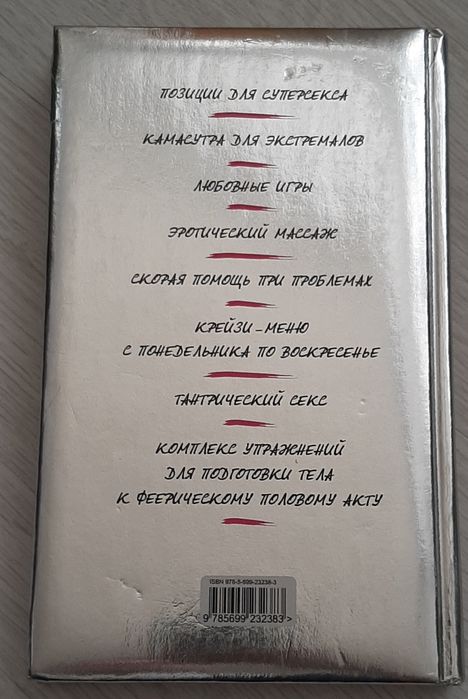 ПОЗИЦИИ ДЛЯ СУПЕРСЕКСА
КАМАСУТРА ДЛЯ ЭКСТРЕМАЛОВ
ЛЮБОВНЫЕ ИГРЫ
ЭРОТИЧЕСКИЙ МАССАЖ
СКОРАЯ ПОМОЩЬ ПРИ ПРОБЛЕМАХ
КРЕЙЗИ-МЕНЮ
С ПОНЕДЕЛЬНИКА ПО ВОСКРЕСЕНЬЕ
ТАНТРИЧЕСКИЙ СЕКС
КОМПЛЕКС УПРАЖНЕНИЙ
ДЛЯ ПОДГОТОВКИ ТЕЛА
К ФЕЕРИЧЕСКОМУ ПОЛОВОМУ АКТУ
ISBN 978-5-699-23238-3
9 785699 232383 >